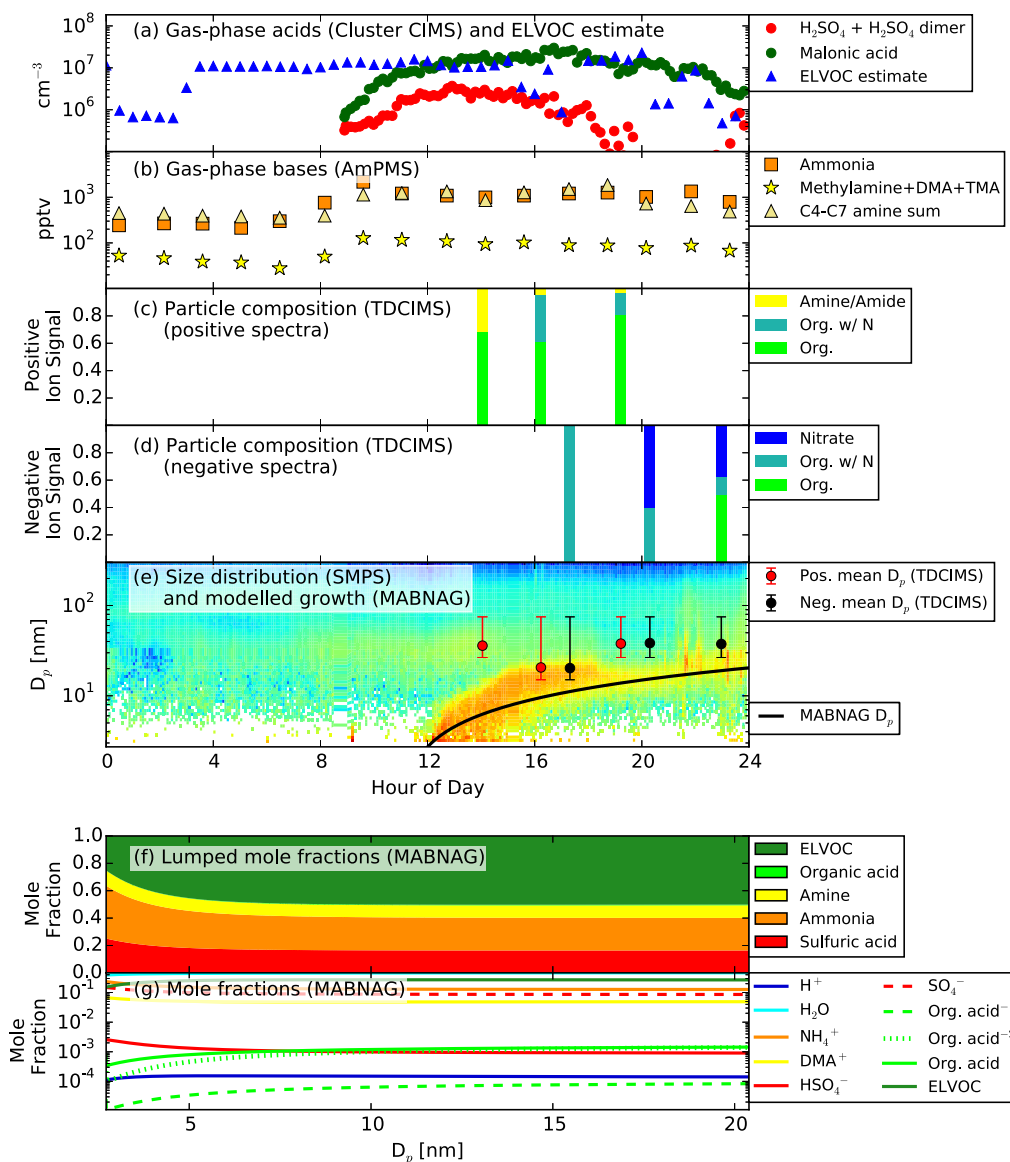 (a) Gas-phase acids (Cluster CIMS) and ELVOC estimate
10⁸
10⁷
10⁶
cm⁻³
H₂SO₄ + H₂SO₄ dimer
Malonic acid
ELVOC estimate
(b) Gas-phase bases (AmPMS)
10³
10²
pptv
Ammonia
Methylamine+DMA+TMA
C4-C7 amine sum
(c) Particle composition (TDCIMS)
(positive spectra)
0.8
0.6
0.4
0.2
Positive
Ion Signal
Amine/Amide
Org. w/ N
Org.
(d) Particle composition (TDCIMS)
(negative spectra)
0.8
0.6
0.4
0.2
Negative
Ion Signal
Nitrate
Org. w/ N
Org.
(e) Size distribution (SMPS)
and modelled growth (MABNAG)
10²
10¹
Dₚ [nm]
Pos. mean Dₚ (TDCIMS)
Neg. mean Dₚ (TDCIMS)
MABNAG Dₚ
0 4 8 12 16 20 24
Hour of Day
(f) Lumped mole fractions (MABNAG)
1.0
0.8
0.6
0.4
0.2
0.0
Mole
Fraction
ELVOC
Organic acid
Amine
Ammonia
Sulfuric acid
(g) Mole fractions (MABNAG)
10⁻¹
10⁻²
10⁻³
10⁻⁴
Mole
Fraction
H⁺
H₂O
NH₄⁺
DMA⁺
HSO₄⁻
SO₄⁻
Org. acid⁻
Org. acid⁻
Org. acid
ELVOC
5 10 15 20
Dₚ [nm]